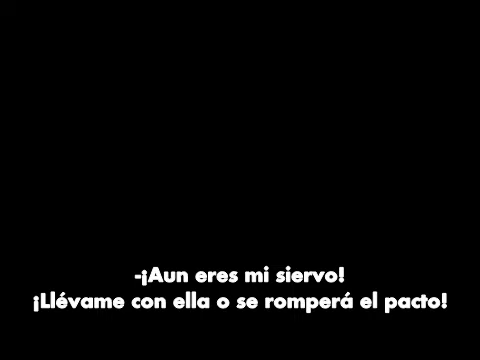 -¡Aun eres mi siervo!
¡Llévame con ella o se romperá el pacto!